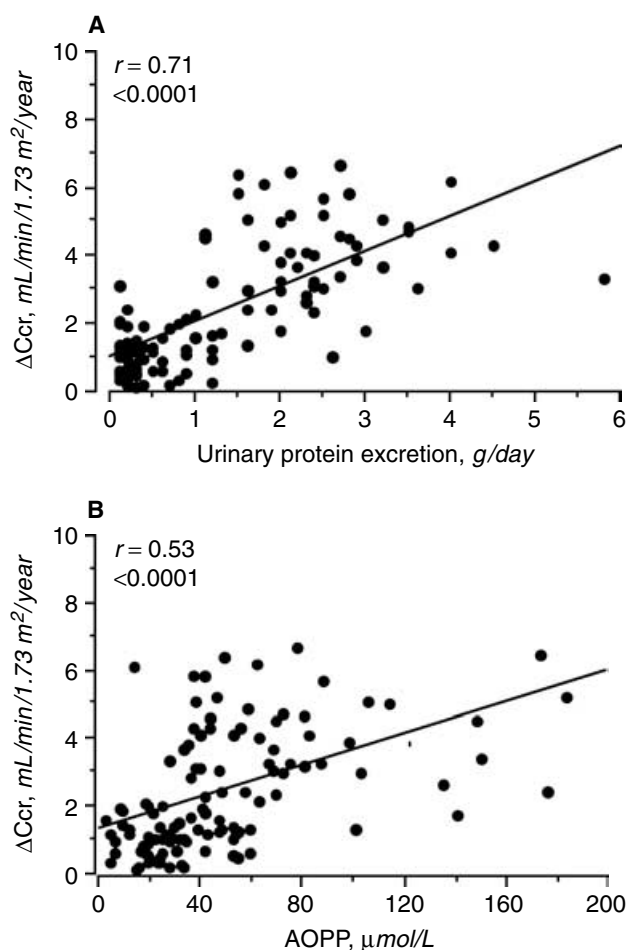 A
10
8
6
4
2
0
r = 0.71
<0.0001
ΔCcr, mL/min/1.73 m²/year
0 1 2 3 4 5 6
Urinary protein excretion, g/day
B
10
8
6
4
2
0
r = 0.53
<0.0001
ΔCcr, mL/min/1.73 m²/year
0 40 80 120 160 200
AOPP, μmol/L